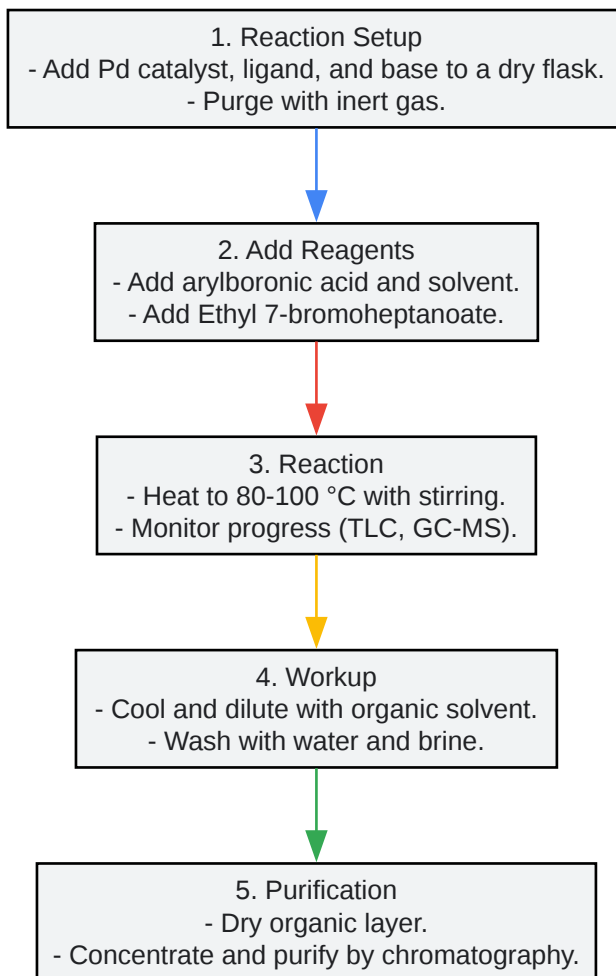 1. Reaction Setup
- Add Pd catalyst, ligand, and base to a dry flask.
- Purge with inert gas.
2. Add Reagents
- Add arylboronic acid and solvent.
- Add Ethyl 7-bromoheptanoate.
3. Reaction
- Heat to 80-100 °C with stirring.
- Monitor progress (TLC, GC-MS).
4. Workup
- Cool and dilute with organic solvent.
- Wash with water and brine.
5. Purification
- Dry organic layer.
- Concentrate and purify by chromatography.